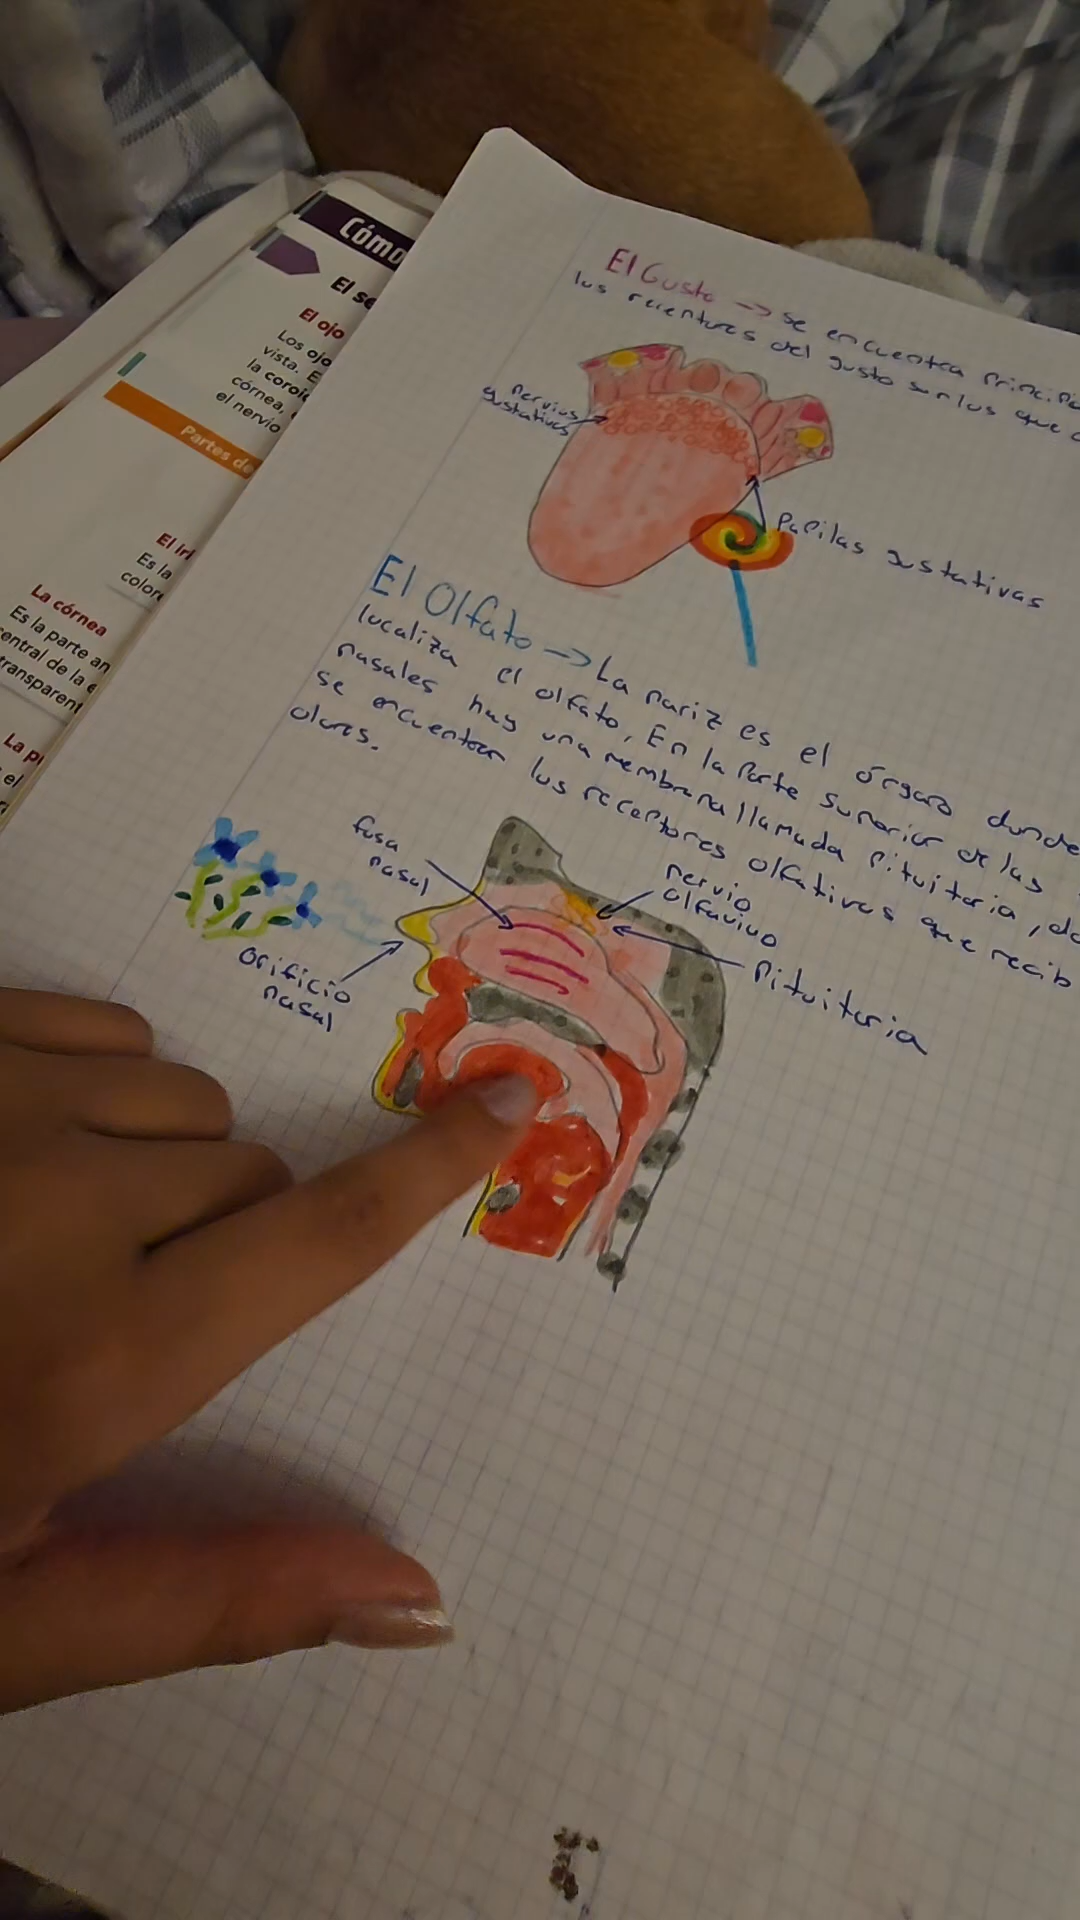 Cómo
El se
El ojo
Los ojo
vista. E
la coroi
córnea,
el nervio
Partes de
El iri
Es la
colore
La córnea
Es la parte an
entral de la e
transparent
La pu
el
El Gusto -> se encuentra principa
los receptores del gusto son los que
nervios
gustativos
Papilas gustativas
El Olfato -> La nariz es el órgano donde
localiza el olfato. En la parte superior de las
nasales hay una membrana llamada pituitaria, do
se encuentran los receptores olfativos que recib
olores.
fosa
nasal
nervio
olfativo
orificio
nasal
Pituitaria